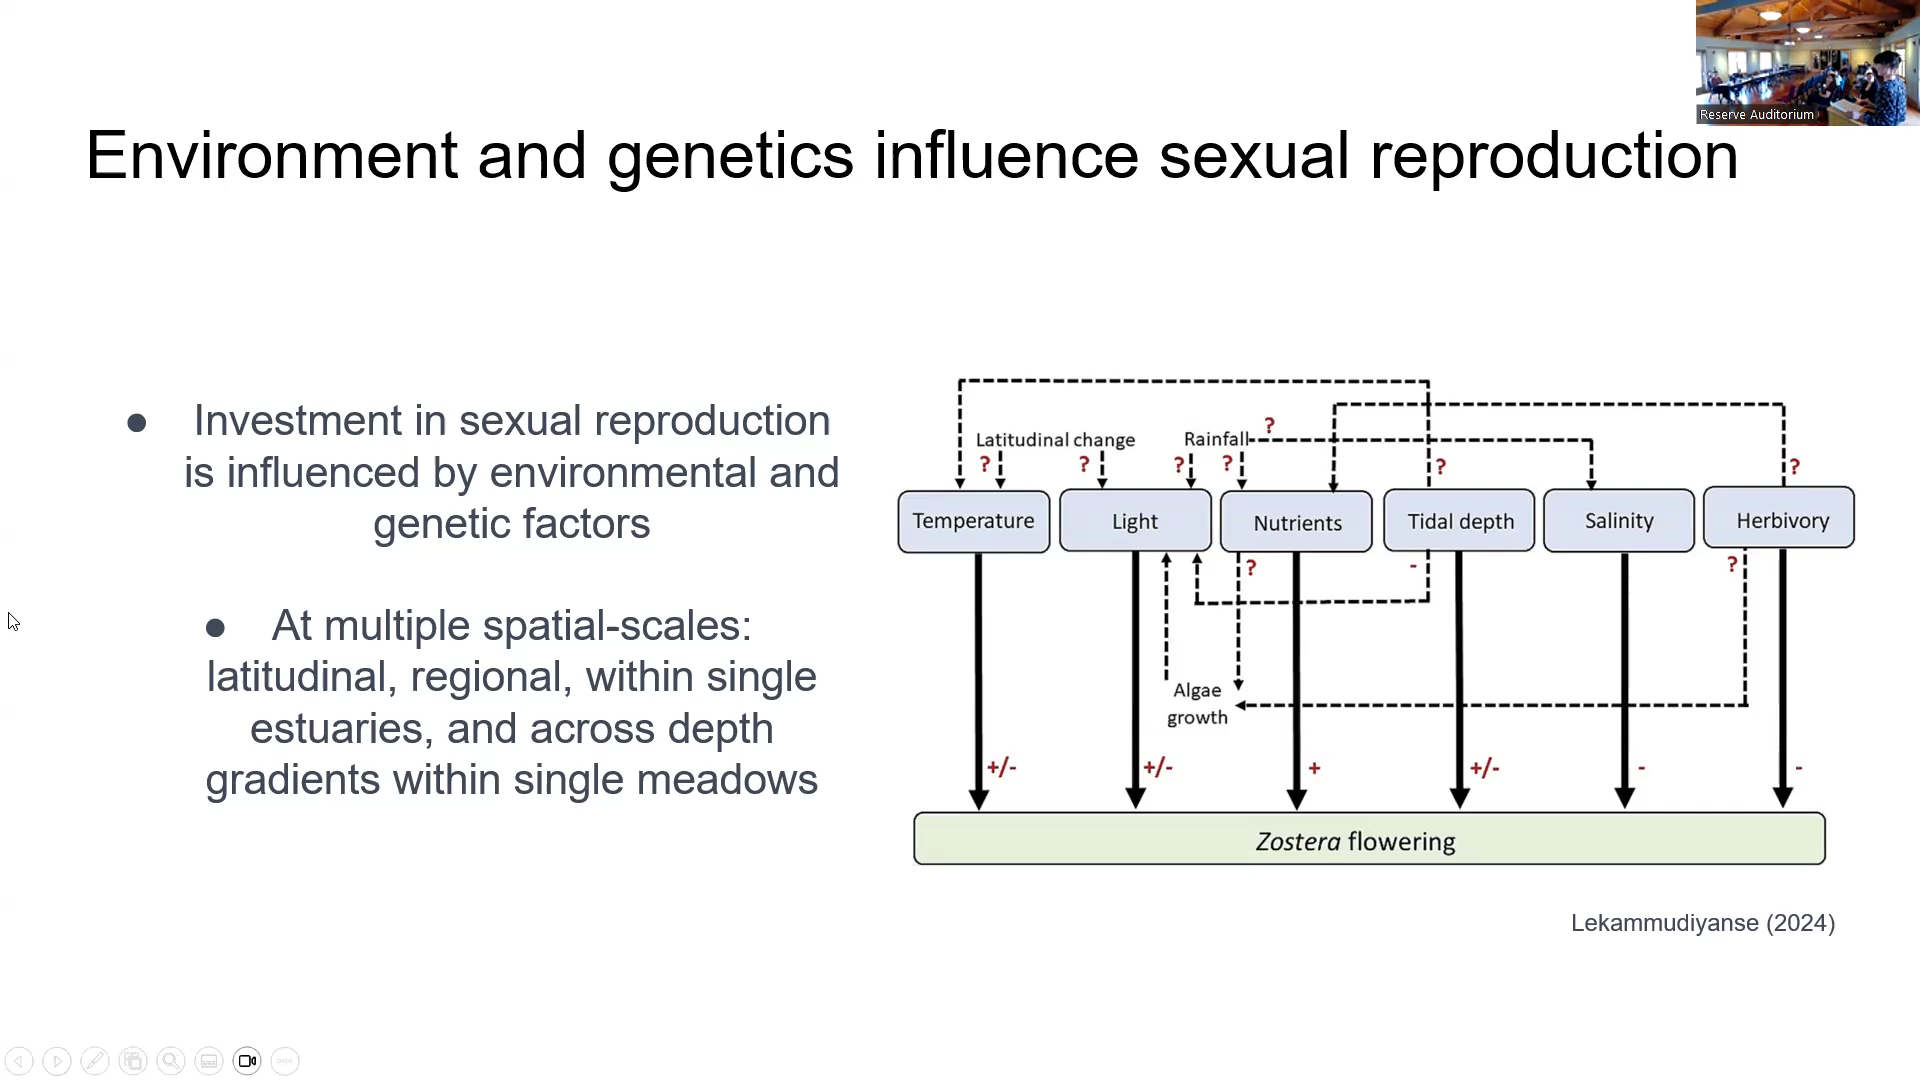 Reserve Auditorium
Environment and genetics influence sexual reproduction
● Investment in sexual reproduction
is influenced by environmental and
genetic factors
● At multiple spatial-scales:
latitudinal, regional, within single
estuaries, and across depth
gradients within single meadows
Latitudinal change
Rainfall
?
? ? ? ? ? ?
Temperature
Light
Nutrients
Tidal depth
Salinity
Herbivory
? - ?
Algae
growth
+/- +/- + +/- - -
Zostera flowering
Lekammudiyanse (2024)